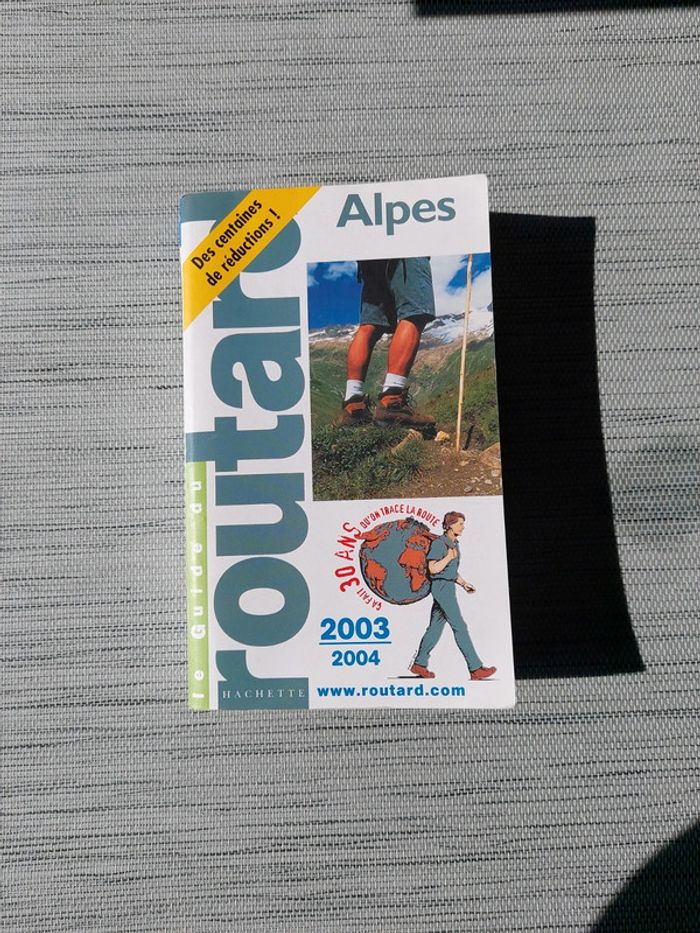 Des centaines
de réductions !
Alpes
le Guide du
routard
ÇA FAIT 30 ANS QU'ON TRACE LA ROUTE
2003
2004
HACHETTE
www.routard.com